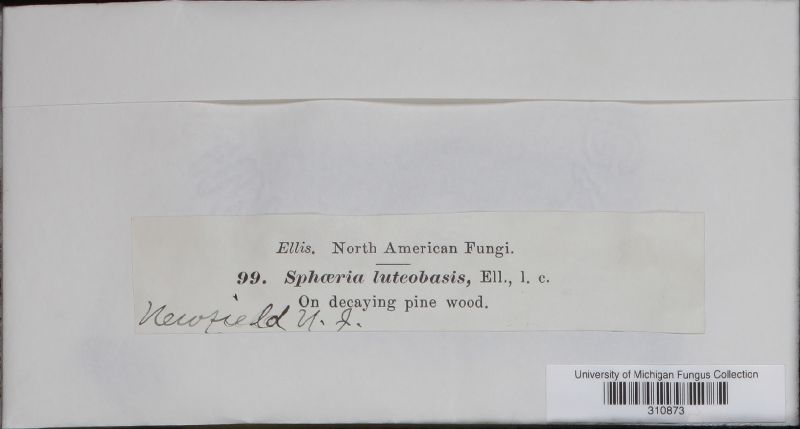 Ellis. North American Fungi.
99. Sphæria luteobasis, Ell., l. c.
On decaying pine wood.
Newfield N. J.
University of Michigan Fungus Collection
310873